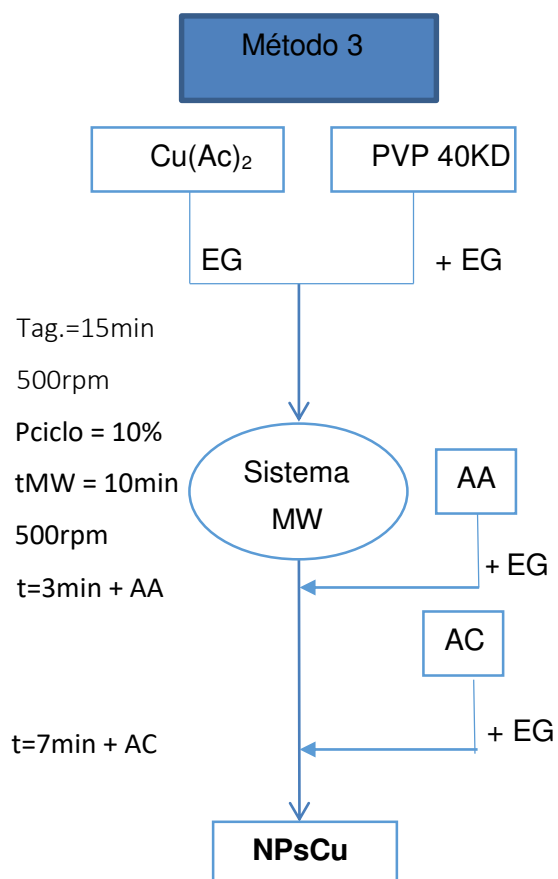 Método 3
Cu(Ac)₂
PVP 40KD
EG
+ EG
Tag.=15min
500rpm
Pciclo = 10%
tMW = 10min
500rpm
t=3min + AA
Sistema
MW
AA
+ EG
AC
+ EG
t=7min + AC
NPsCu